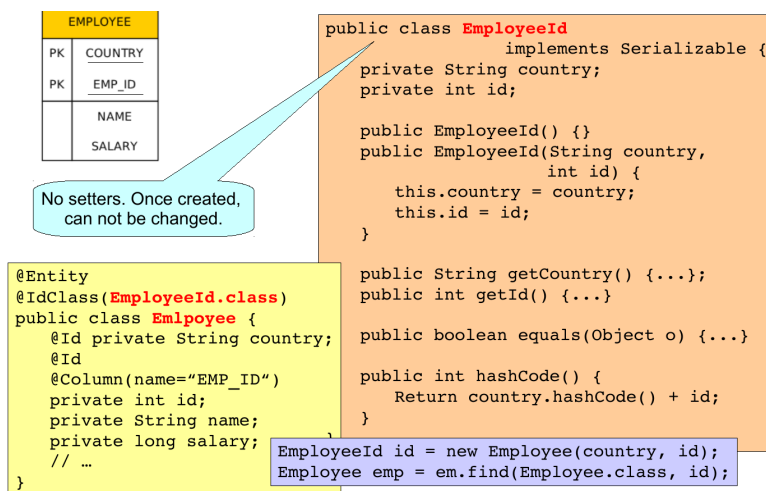 EMPLOYEE
PK COUNTRY
PK EMP_ID
NAME
SALARY
No setters. Once created,
can not be changed.
public class EmployeeId
implements Serializable {
private String country;
private int id;
public EmployeeId() {}
public EmployeeId(String country,
int id) {
this.country = country;
this.id = id;
}
public String getCountry() {...};
public int getId() {...}
public boolean equals(Object o) {...}
public int hashCode() {
Return country.hashCode() + id;
}
@Entity
@IdClass(EmployeeId.class)
public class Emlpoyee {
@Id private String country;
@Id
@Column(name=“EMP_ID“)
private int id;
private String name;
private long salary;
// …
}
EmployeeId id = new Employee(country, id);
Employee emp = em.find(Employee.class, id);